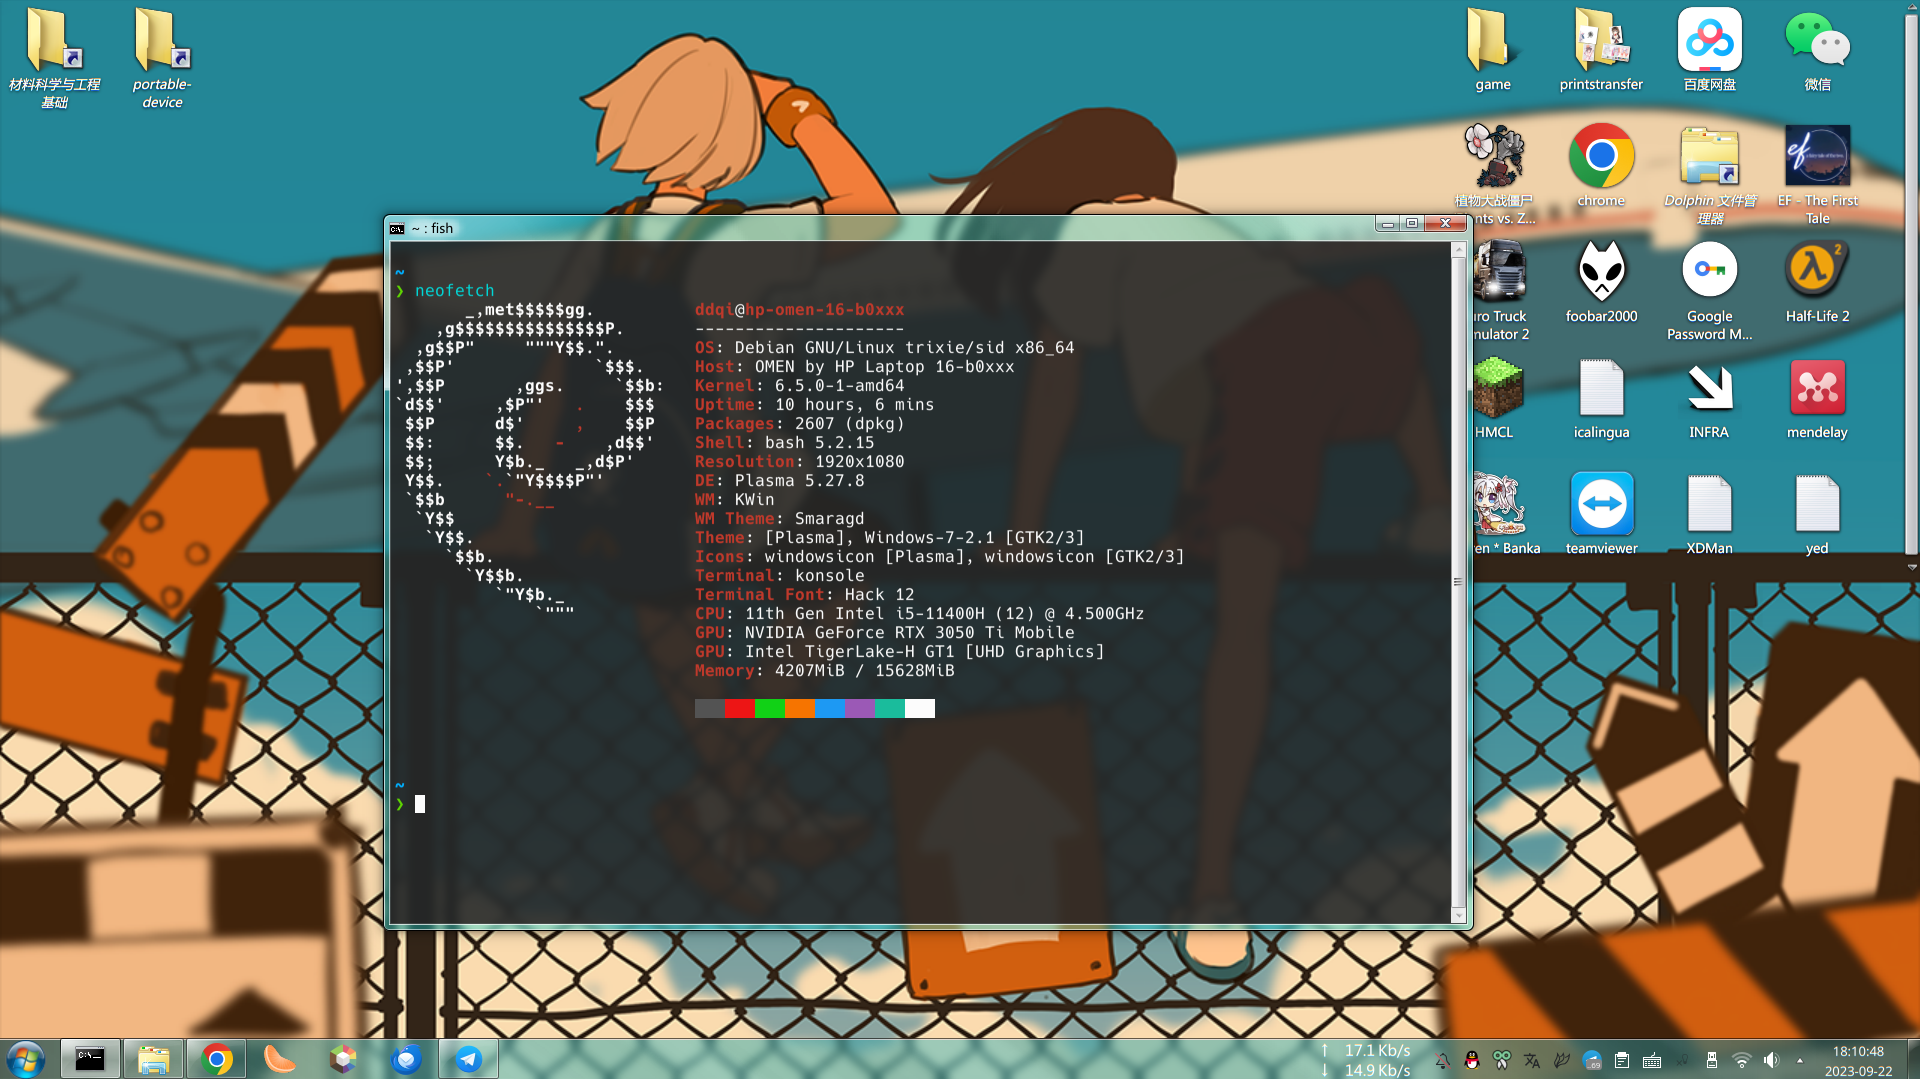 材料科学与工程
基础
portable-
device
game
printstransfer
百度网盘
微信
植物大战僵尸
nts vs. Z...
chrome
Dolphin 文件管
理器
ef
EF - The First
Tale
uro Truck
mulator 2
foobar2000
Google
Password M...
Half-Life 2
HMCL
icalingua
INFRA
mendelay
ren * Banka
teamviewer
XDMan
yed
~ : fish
~
❯ neofetch
_,met$$$$$gg.
,g$$$$$$$$$$$$$$$P.
,g$$P"     """Y$$.".
,$$P'              `$$$.
',$$P       ,ggs.     `$$b:
`d$$'     ,$P"'   .    $$$
$$P      d$'     ,    $$P
$$:      $$.   -    ,d$$'
$$;      Y$b._   _,d$P'
Y$$.    `.`"Y$$$$P"'
`$$b      "-.__
`Y$$
`Y$$.
`$$b.
`Y$$b.
`"Y$b._
`"""
ddqi@hp-omen-16-b0xxx
---------------------
OS: Debian GNU/Linux trixie/sid x86_64
Host: OMEN by HP Laptop 16-b0xxx
Kernel: 6.5.0-1-amd64
Uptime: 10 hours, 6 mins
Packages: 2607 (dpkg)
Shell: bash 5.2.15
Resolution: 1920x1080
DE: Plasma 5.27.8
WM: KWin
WM Theme: Smaragd
Theme: [Plasma], Windows-7-2.1 [GTK2/3]
Icons: windowsicon [Plasma], windowsicon [GTK2/3]
Terminal: konsole
Terminal Font: Hack 12
CPU: 11th Gen Intel i5-11400H (12) @ 4.500GHz
GPU: NVIDIA GeForce RTX 3050 Ti Mobile
GPU: Intel TigerLake-H GT1 [UHD Graphics]
Memory: 4207MiB / 15628MiB
~
❯
↑ 17.1 Kb/s
↓ 14.9 Kb/s
18:10:48
2023-09-22